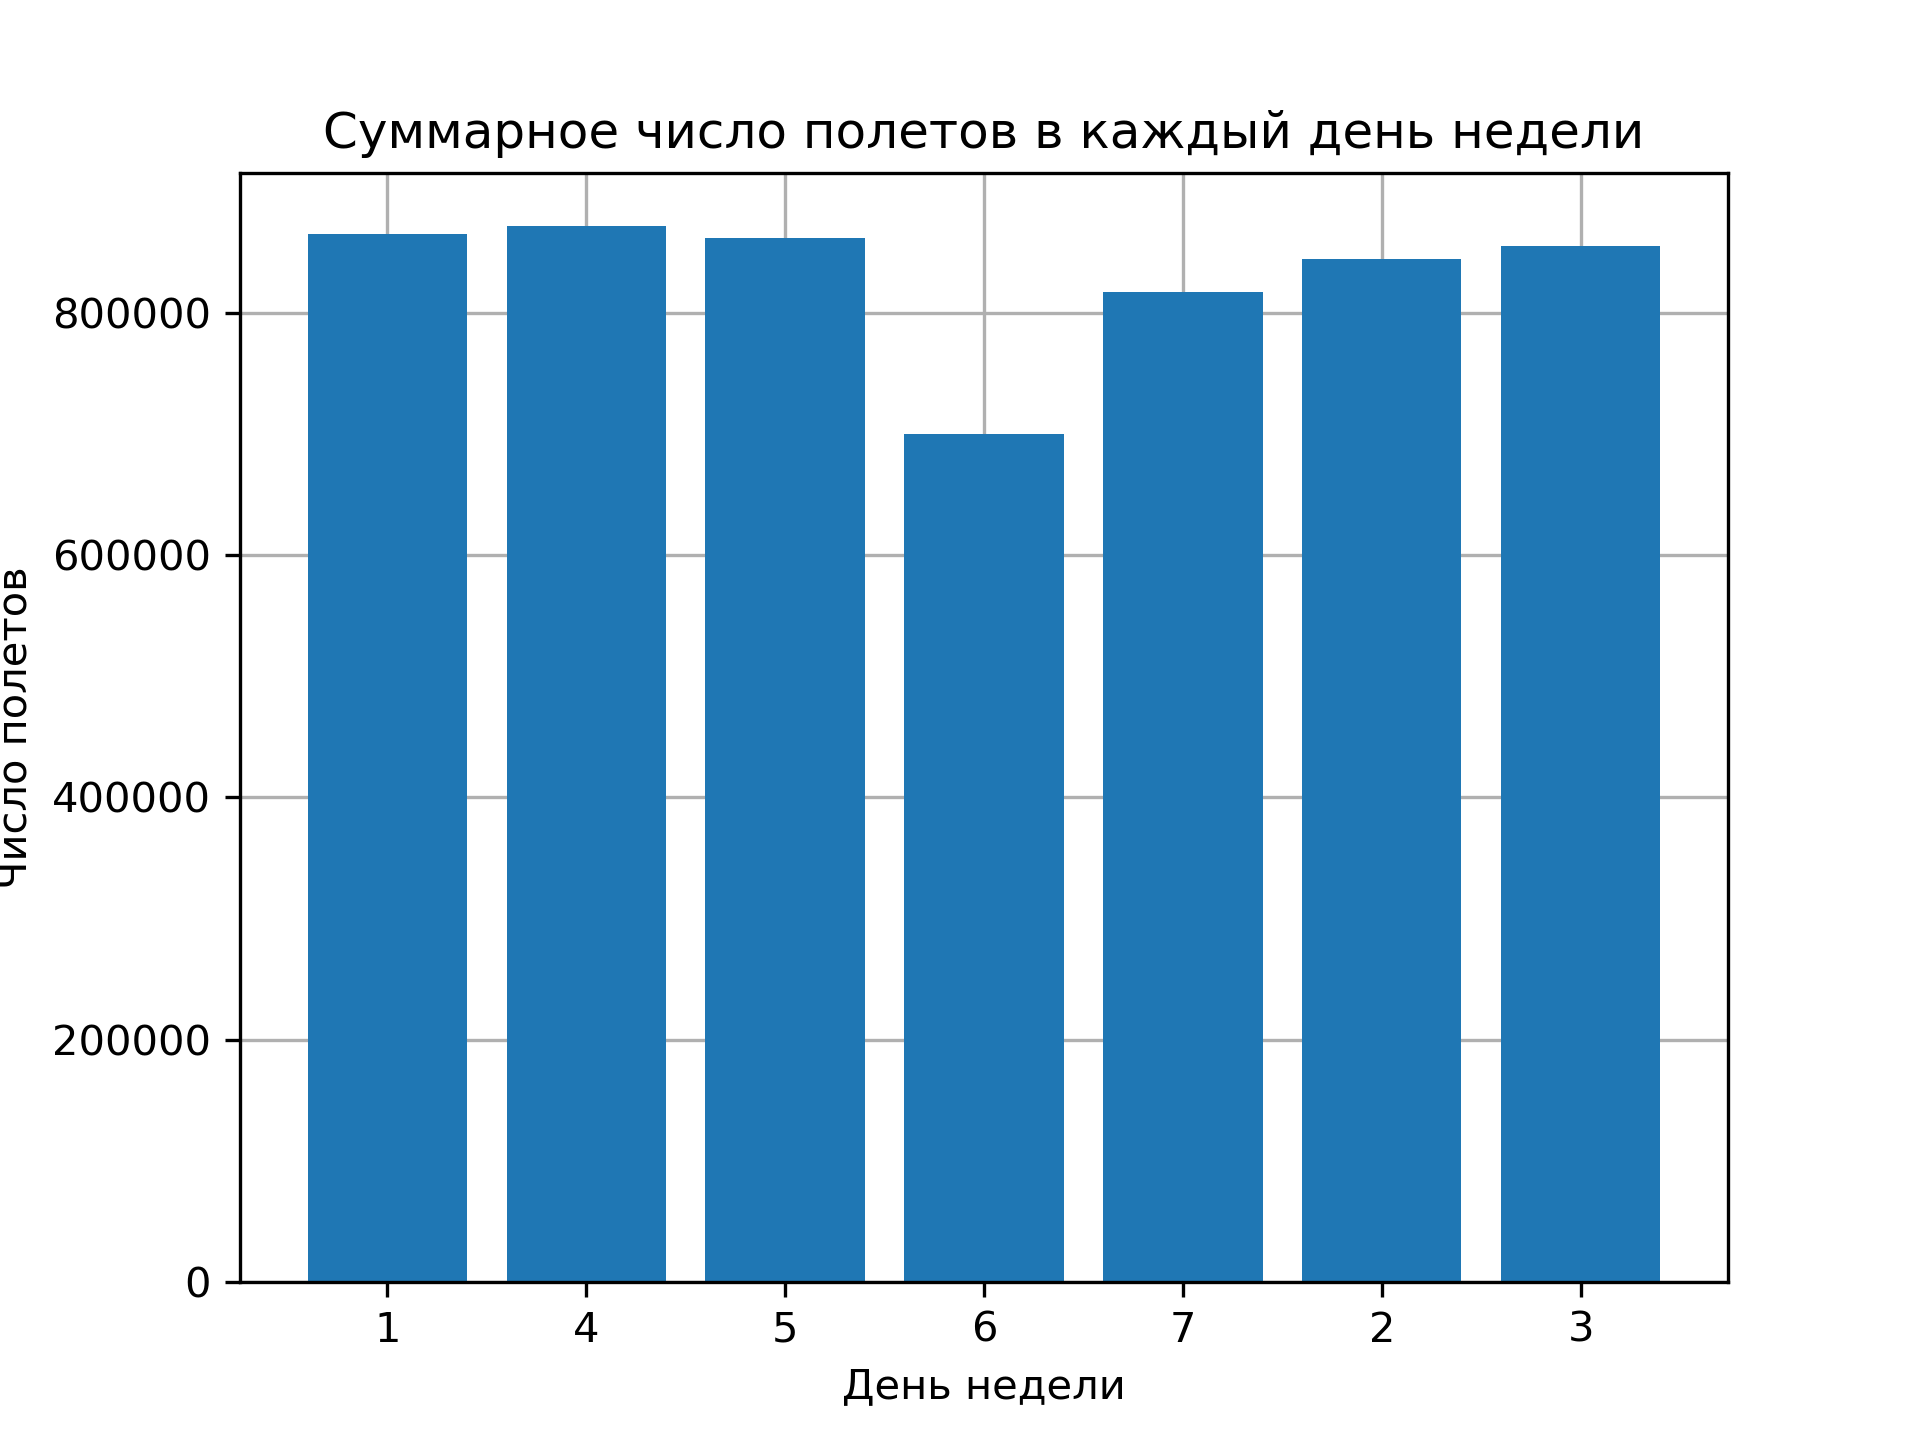 Суммарное число полетов в каждый день недели
800000
600000
400000
200000
0
Число полетов
1 4 5 6 7 2 3
День недели